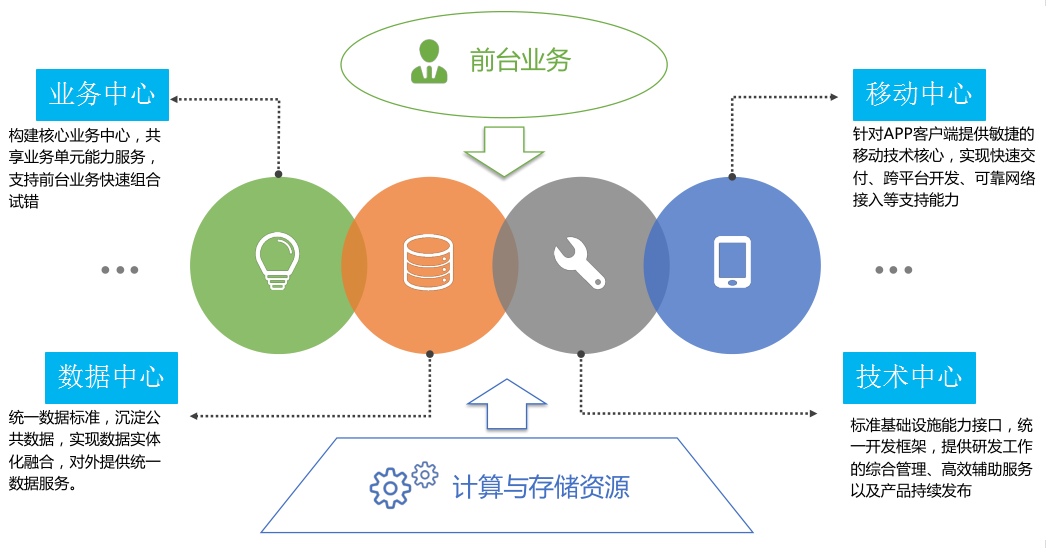 前台业务
业务中心
构建核心业务中心，共
享业务单元能力服务，
支持前台业务快速组合
试错
移动中心
针对APP客户端提供敏捷的
移动技术核心，实现快速交
付、跨平台开发、可靠网络
接入等支持能力
数据中心
统一数据标准，沉淀公
共数据，实现数据实体
化融合，对外提供统一
数据服务。
技术中心
标准基础设施能力接口，统
一开发框架，提供研发工作
的综合管理、高效辅助服务
以及产品持续发布
计算与存储资源